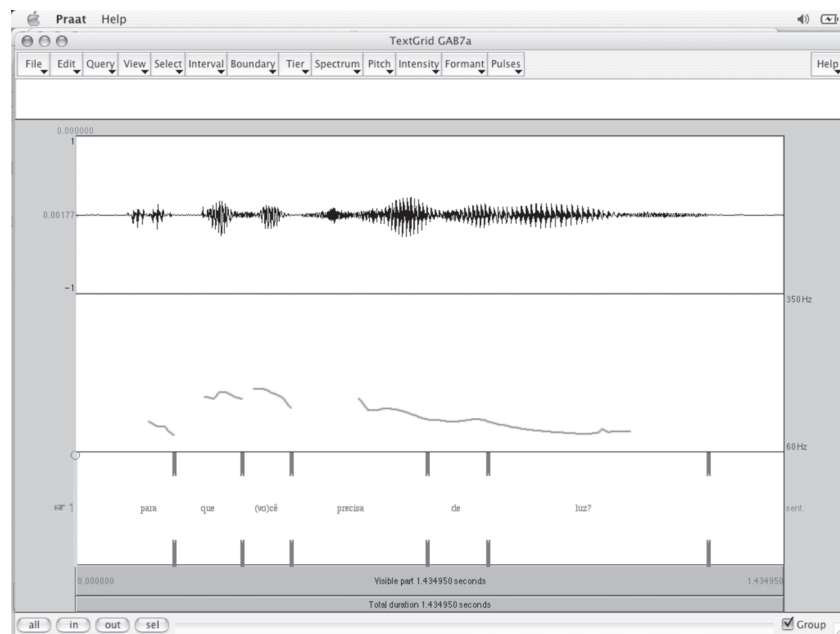 Praat Help
TextGrid GAB7a
File Edit Query View Select Interval Boundary Tier Spectrum Pitch Intensity Formant Pulses Help
0.000000
1
0.00177
-1
350 Hz
60 Hz
1 para que (vo)cê precisa de luz? sent.
0.000000 Visible part 1.434950 seconds 1.434950
Total duration 1.434950 seconds
all in out sel Group